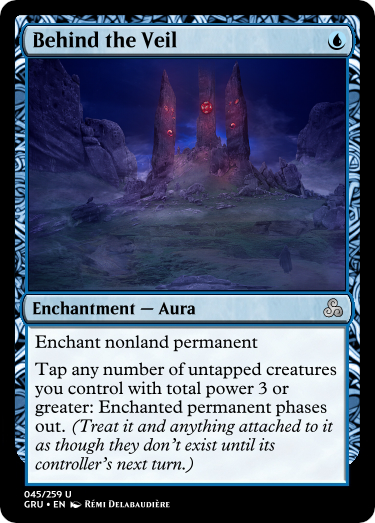 Behind the Veil
Enchantment — Aura
Enchant nonland permanent
Tap any number of untapped creatures
you control with total power 3 or
greater: Enchanted permanent phases
out. (Treat it and anything attached to it
as though they don't exist until its
controller's next turn.)
045/259 U
GRU • EN Rémi Delabaudière